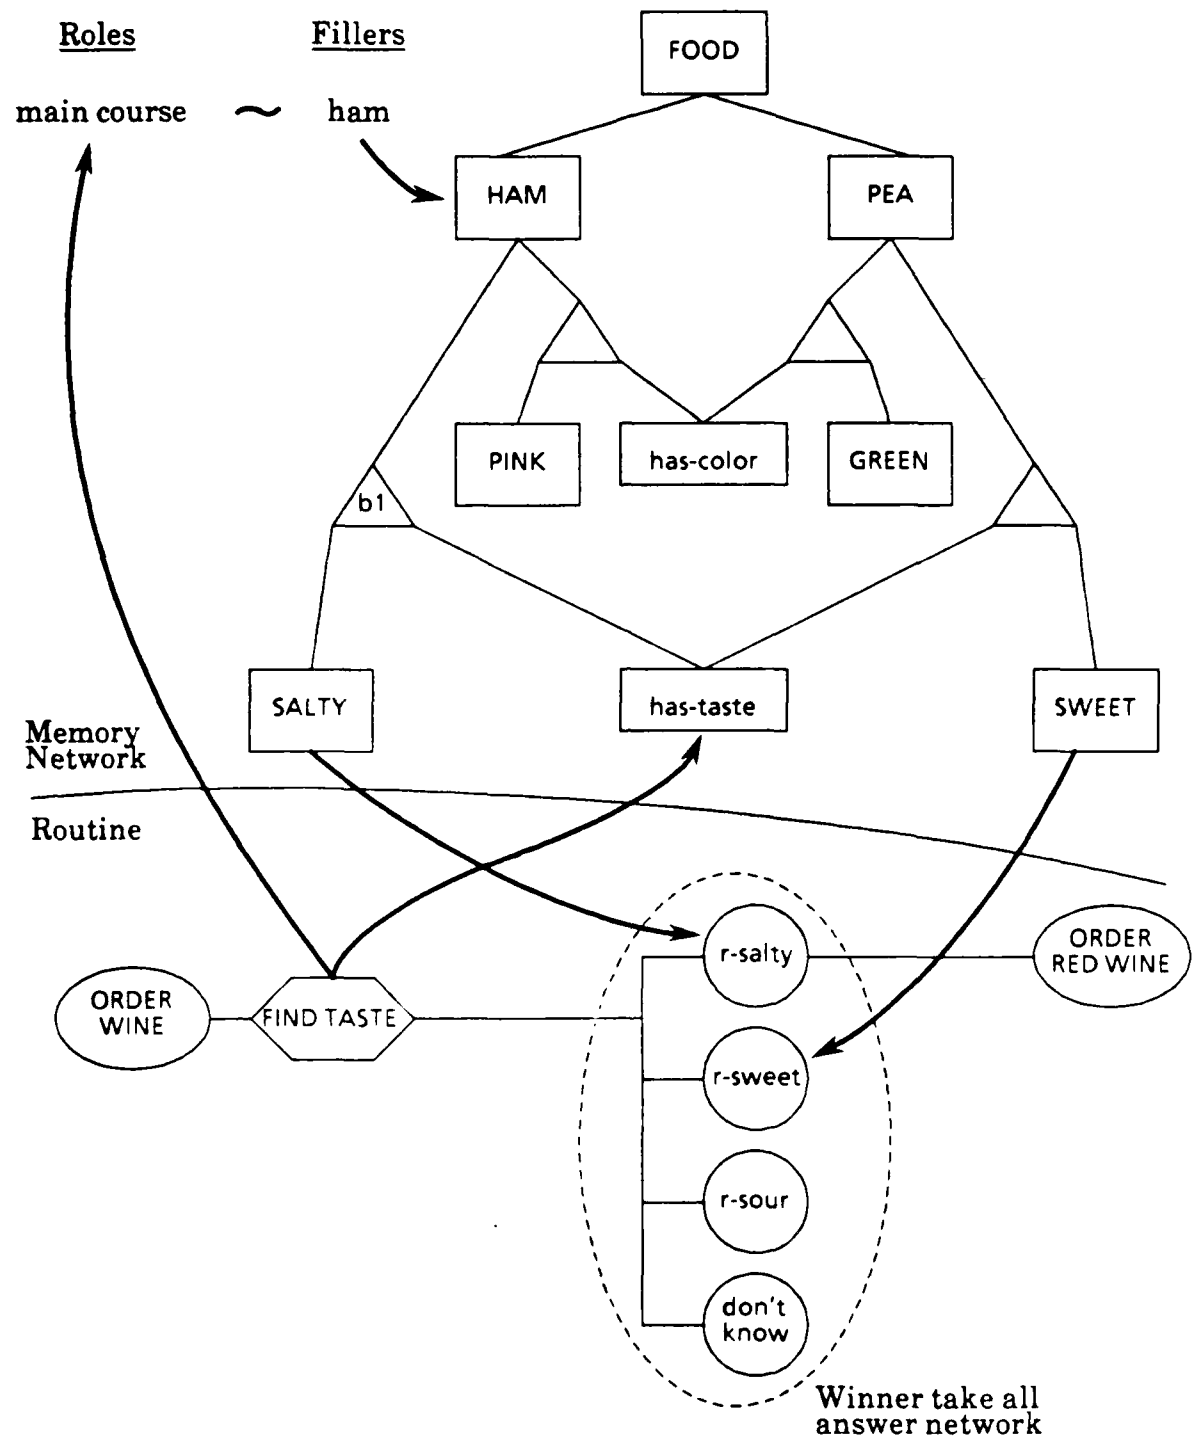 Roles
Fillers
FOOD
main course ~ ham
HAM
PEA
PINK
has-color
GREEN
b1
SALTY
has-taste
SWEET
Memory
Network
Routine
r-salty
ORDER
RED WINE
ORDER
WINE
FIND TASTE
r-sweet
r-sour
don't
know
Winner take all
answer network